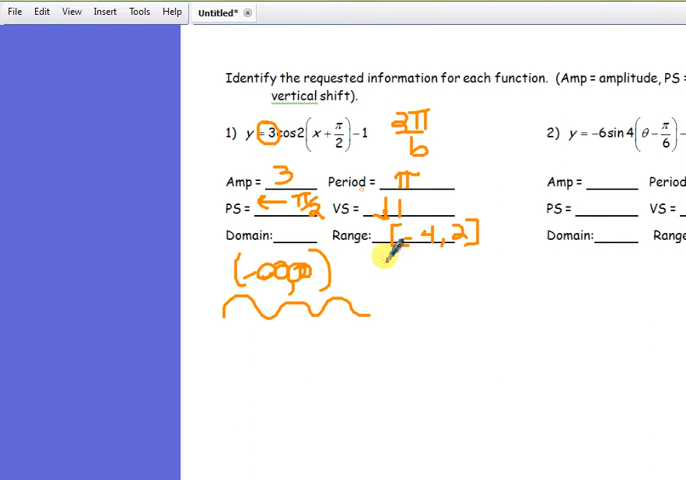 File Edit View Insert Tools Help
Untitled*
Identify the requested information for each function. (Amp = amplitude, PS =
vertical shift).
1) y = 3cos2(x + π/2) - 1 2π/b 2) y = -6sin4(θ - π/6) -
Amp = 3 Period = π Amp = Period
PS = ← π/2 VS = ↓ 1 PS = VS =
Domain: Range: [-4, 2] Domain: Range
(-∞, ∞)